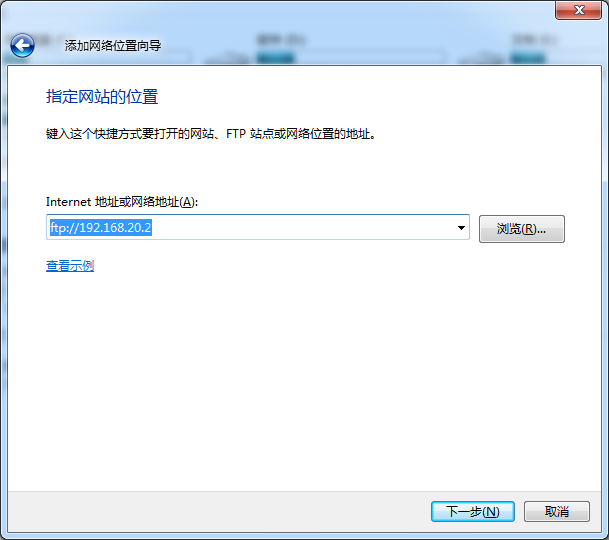 添加网络位置向导
指定网站的位置
键入这个快捷方式要打开的网站、FTP 站点或网络位置的地址。
Internet 地址或网络地址(A):
ftp://192.168.20.2
浏览(R)...
查看示例
下一步(N)
取消